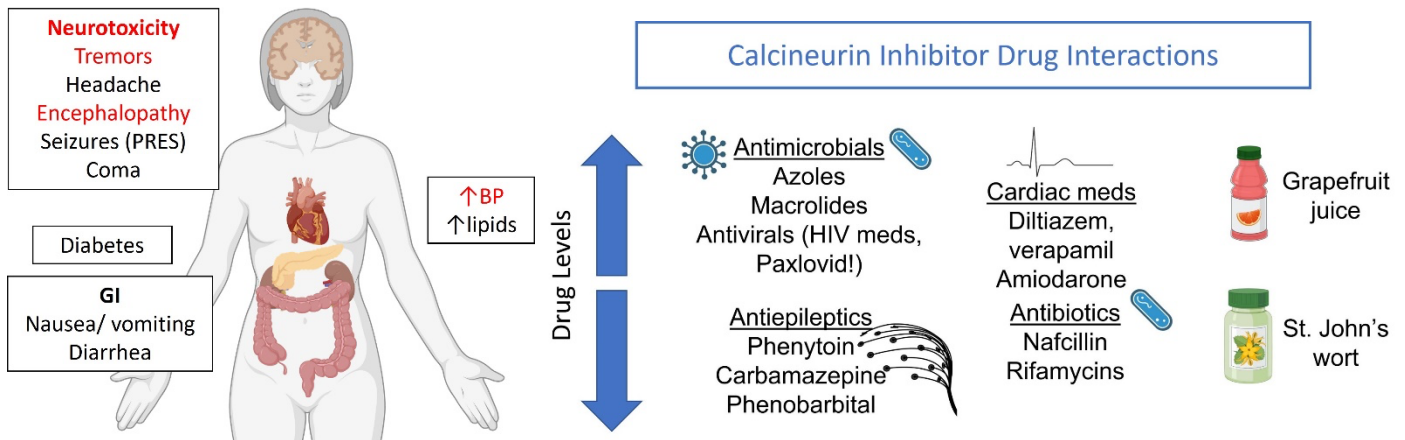 Neurotoxicity
Tremors
Headache
Encephalopathy
Seizures (PRES)
Coma
Diabetes
GI
Nausea/ vomiting
Diarrhea
↑BP
↑lipids
Calcineurin Inhibitor Drug Interactions
Drug Levels
Antimicrobials
Azoles
Macrolides
Antivirals (HIV meds,
Paxlovid!)
Cardiac meds
Diltiazem,
verapamil
Amiodarone
Grapefruit
juice
Antiepileptics
Phenytoin
Carbamazepine
Phenobarbital
Antibiotics
Nafcillin
Rifamycins
St. John’s
wort